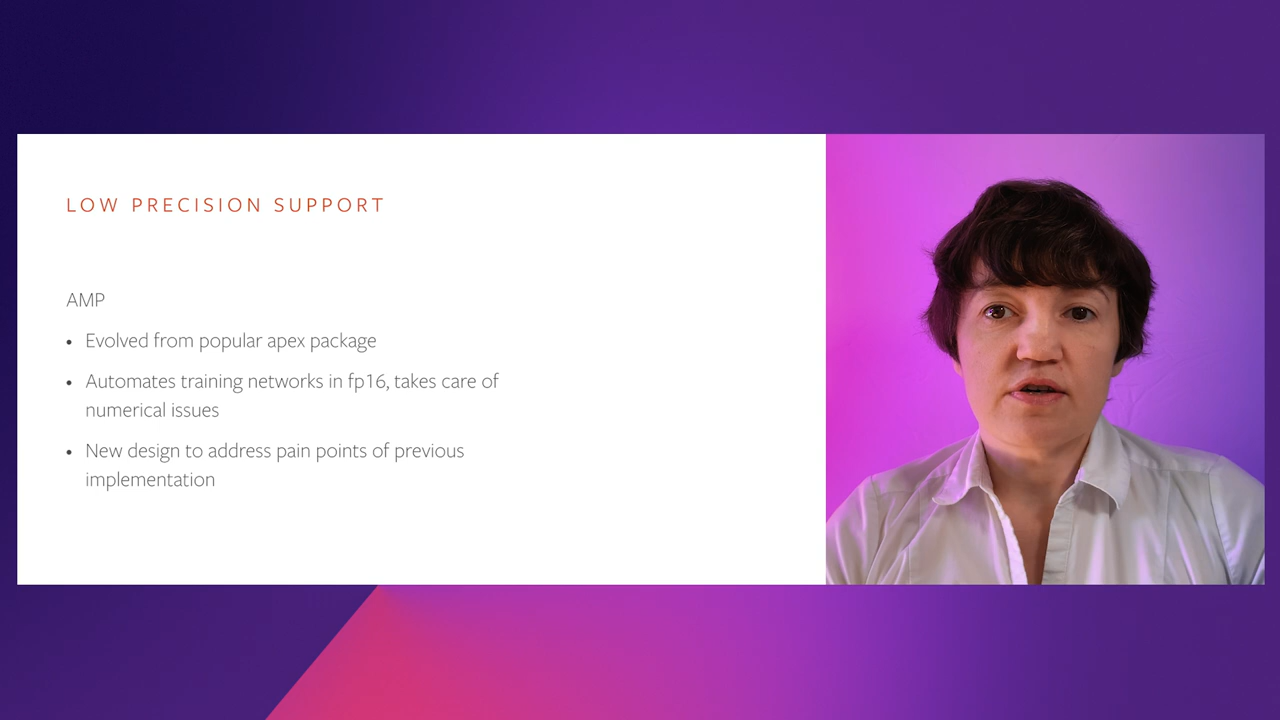 LOW PRECISION SUPPORT
AMP
• Evolved from popular apex package
• Automates training networks in fp16, takes care of
numerical issues
• New design to address pain points of previous
implementation